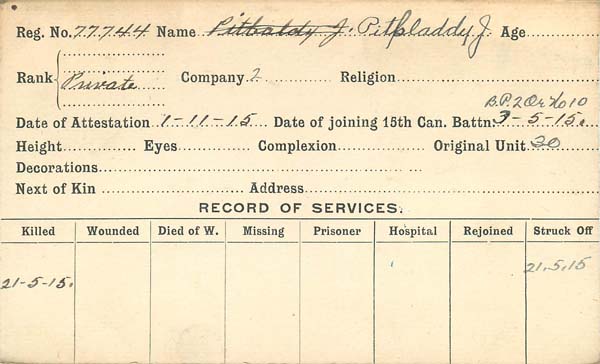 Reg. No. 77744 Name Pitbaldy J. Pitbladdy J. Age
Rank Private Company 2 Religion
B.P. 2 Or No 10
Date of Attestation 1-11-15 Date of joining 15th Can. Battn. 3-5-15.
Height Eyes Complexion Original Unit 30
Decorations
Next of Kin Address
RECORD OF SERVICES.
Killed Wounded Died of W. Missing Prisoner Hospital Rejoined Struck Off
21-5-15. 21.5.15